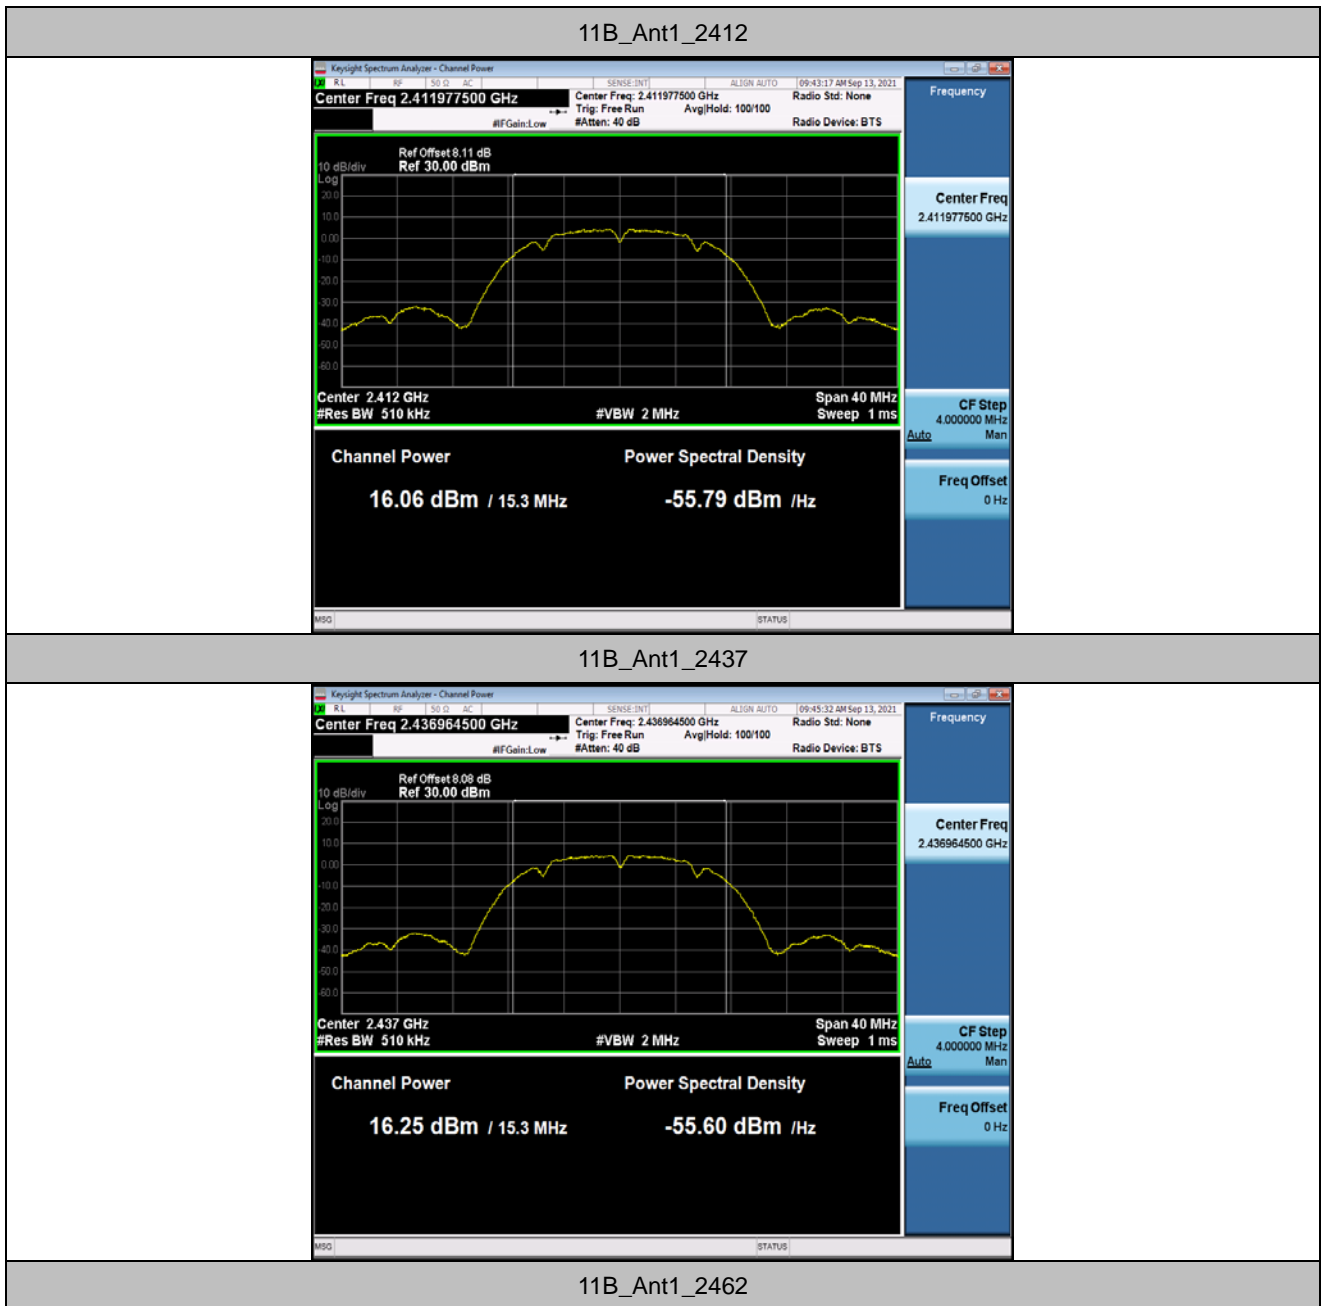 11B_Ant1_2412
Keysight Spectrum Analyzer - Channel Power
RL RF 50 Ω AC SENSE:INT ALIGN AUTO 09:43:17 AM Sep 13, 2021
Center Freq 2.411977500 GHz
Center Freq: 2.411977500 GHz Radio Std: None
Trig: Free Run Avg|Hold: 100/100
#IFGain:Low #Atten: 40 dB Radio Device: BTS
Frequency
Ref Offset 8.11 dB
10 dB/div Ref 30.00 dBm
Log
20.0
10.0
0.00
-10.0
-20.0
-30.0
-40.0
-50.0
-60.0
Center 2.412 GHz Span 40 MHz
#Res BW 510 kHz #VBW 2 MHz Sweep 1 ms
Center Freq
2.411977500 GHz
CF Step
4.000000 MHz
Auto Man
Freq Offset
0 Hz
Channel Power Power Spectral Density
16.06 dBm / 15.3 MHz -55.79 dBm /Hz
MSG STATUS
11B_Ant1_2437
Keysight Spectrum Analyzer - Channel Power
RL RF 50 Ω AC SENSE:INT ALIGN AUTO 09:45:32 AM Sep 13, 2021
Center Freq 2.436964500 GHz
Center Freq: 2.436964500 GHz Radio Std: None
Trig: Free Run Avg|Hold: 100/100
#IFGain:Low #Atten: 40 dB Radio Device: BTS
Frequency
Ref Offset 8.08 dB
10 dB/div Ref 30.00 dBm
Log
20.0
10.0
0.00
-10.0
-20.0
-30.0
-40.0
-50.0
-60.0
Center 2.437 GHz Span 40 MHz
#Res BW 510 kHz #VBW 2 MHz Sweep 1 ms
Center Freq
2.436964500 GHz
CF Step
4.000000 MHz
Auto Man
Freq Offset
0 Hz
Channel Power Power Spectral Density
16.25 dBm / 15.3 MHz -55.60 dBm /Hz
MSG STATUS
11B_Ant1_2462